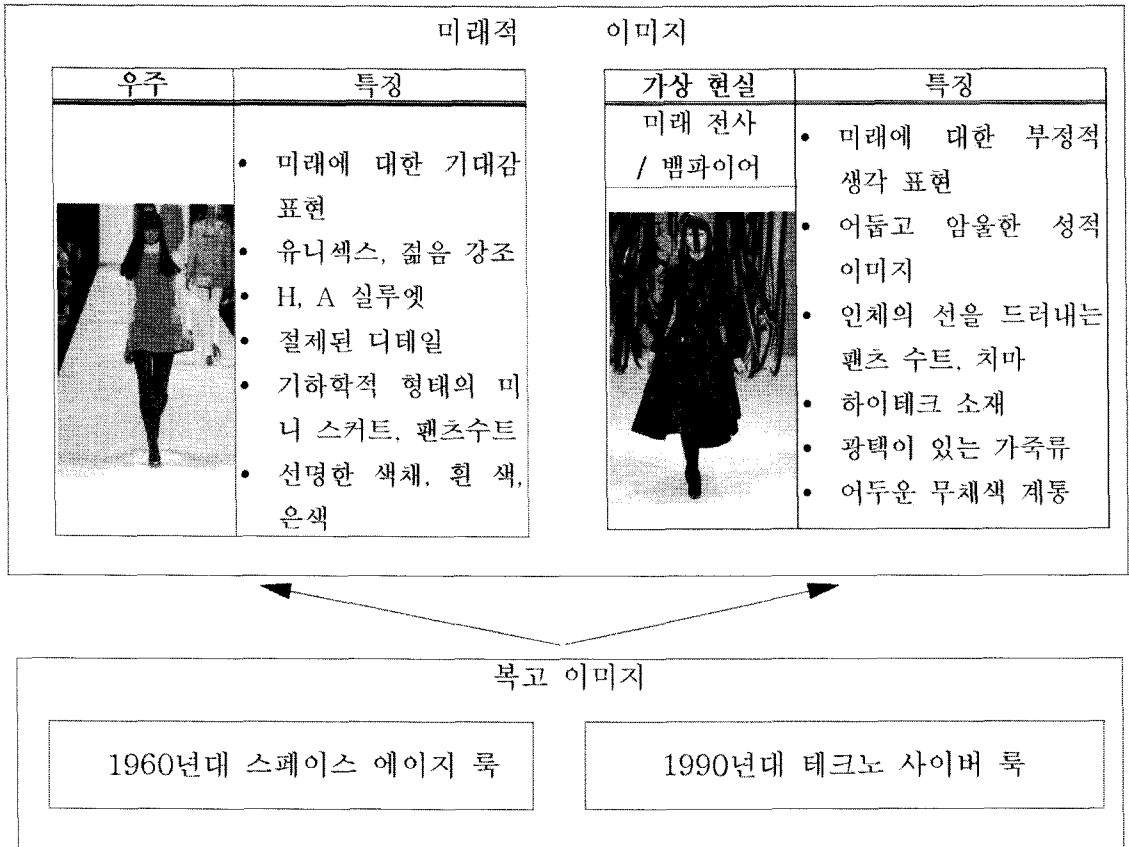 미래적 이미지
우주 특징
• 미래에 대한 기대감
표현
• 유니섹스, 젊음 강조
• H, A 실루엣
• 절제된 디테일
• 기하학적 형태의 미
니 스커트, 팬츠수트
• 선명한 색채, 흰 색,
은색
가상 현실 특징
미래 전사
/ 뱀파이어
• 미래에 대한 부정적
생각 표현
• 어둡고 암울한 성적
이미지
• 인체의 선을 드러내는
팬츠 수트, 치마
• 하이테크 소재
• 광택이 있는 가죽류
• 어두운 무채색 계통
복고 이미지
1960년대 스페이스 에이지 룩
1990년대 테크노 사이버 룩